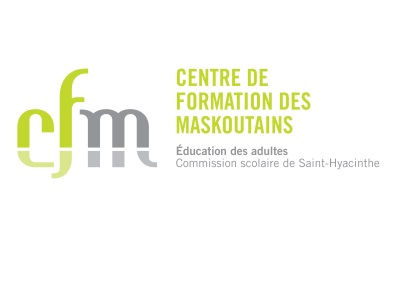 cfm
CENTRE DE
FORMATION DES
MASKOUTAINS
Éducation des adultes
Commission scolaire de Saint-Hyacinthe